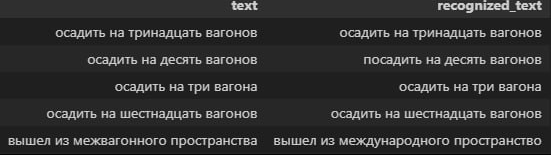 text recognized_text
осадить на тринадцать вагонов осадить на тринадцать вагонов
осадить на десять вагонов посадить на десять вагонов
осадить на три вагона осадить на три вагона
осадить на шестнадцать вагонов осадить на шестнадцать вагонов
вышел из межвагонного пространства вышел из международного пространство